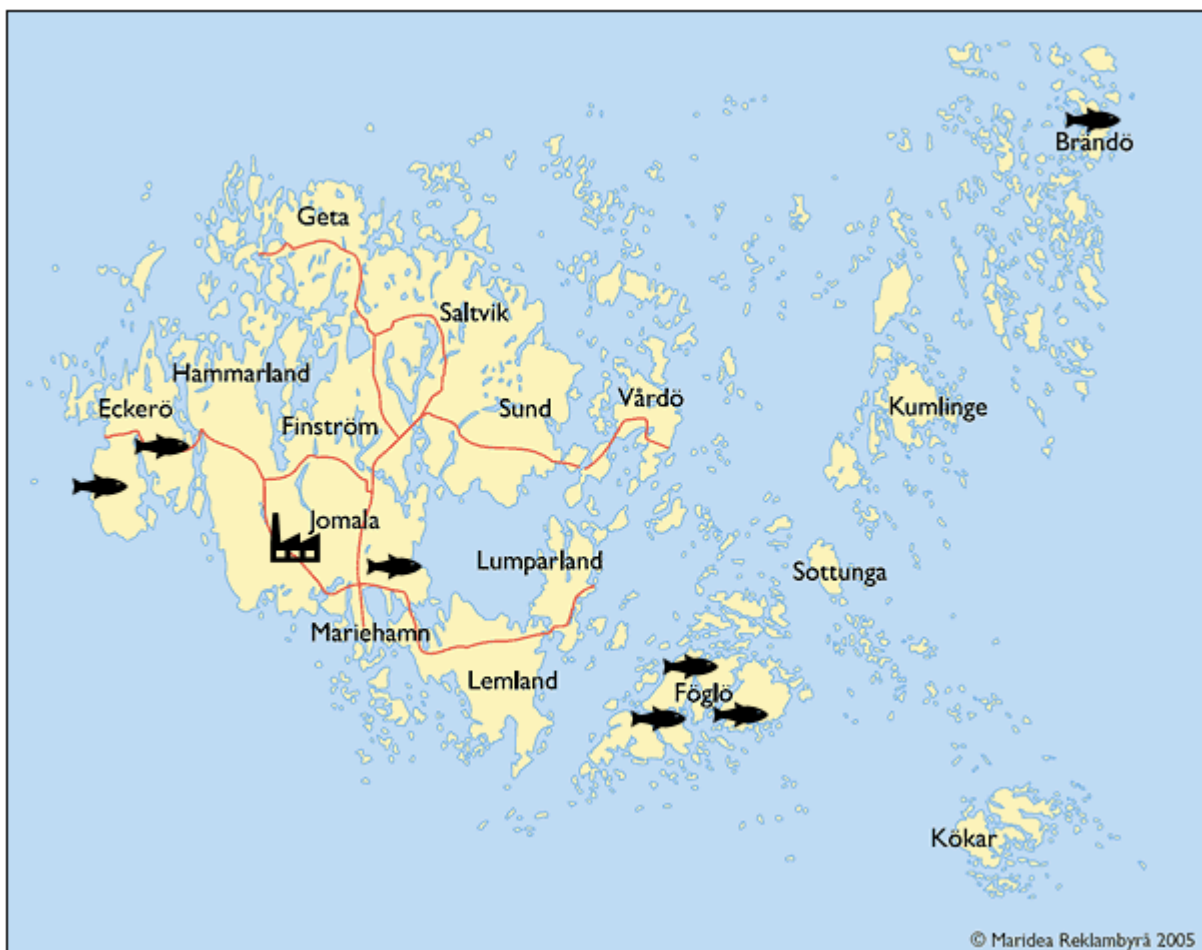 Brändö
Geta
Saltvik
Hammarland
Eckerö
Finström
Sund
Vårdö
Kumlinge
Jomala
Lumparland
Sottunga
Mariehamn
Lemland
Föglö
Kökar
© Maridea Reklambyrå 2005